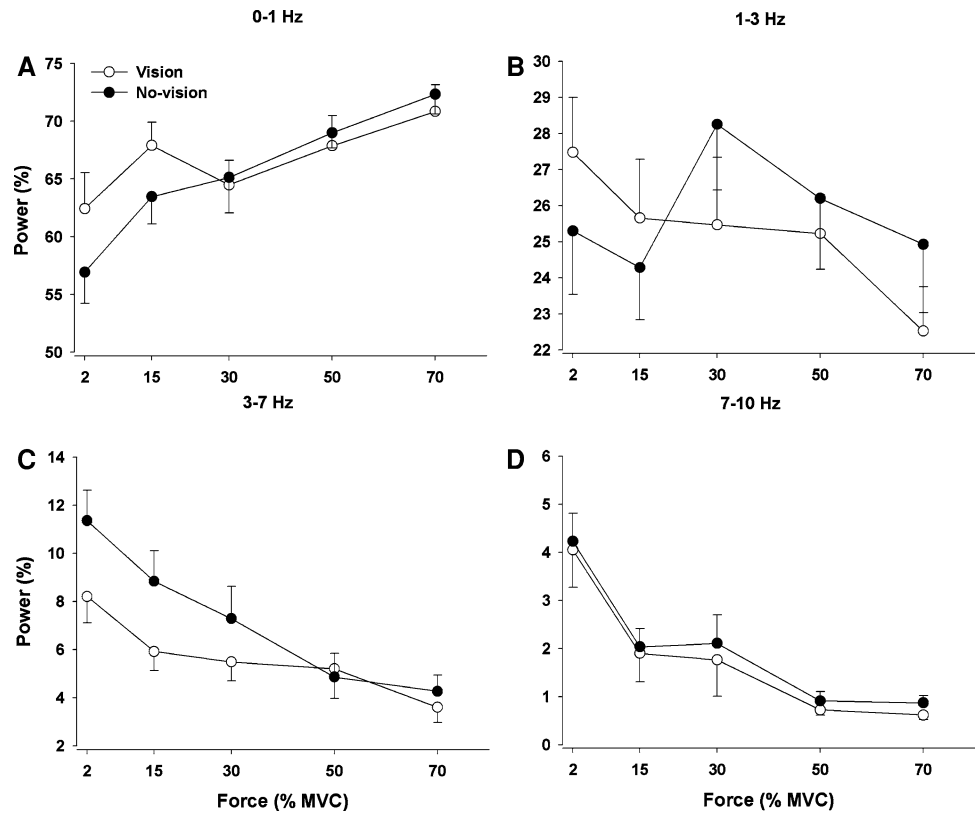 0-1 Hz
1-3 Hz
A
B
Vision
No-vision
Power (%)
75
70
65
60
55
50
30
29
28
27
26
25
24
23
22
2 15 30 50 70
2 15 30 50 70
3-7 Hz
7-10 Hz
C
D
Power (%)
14
12
10
8
6
4
2
6
5
4
3
2
1
0
2 15 30 50 70
2 15 30 50 70
Force (% MVC)
Force (% MVC)